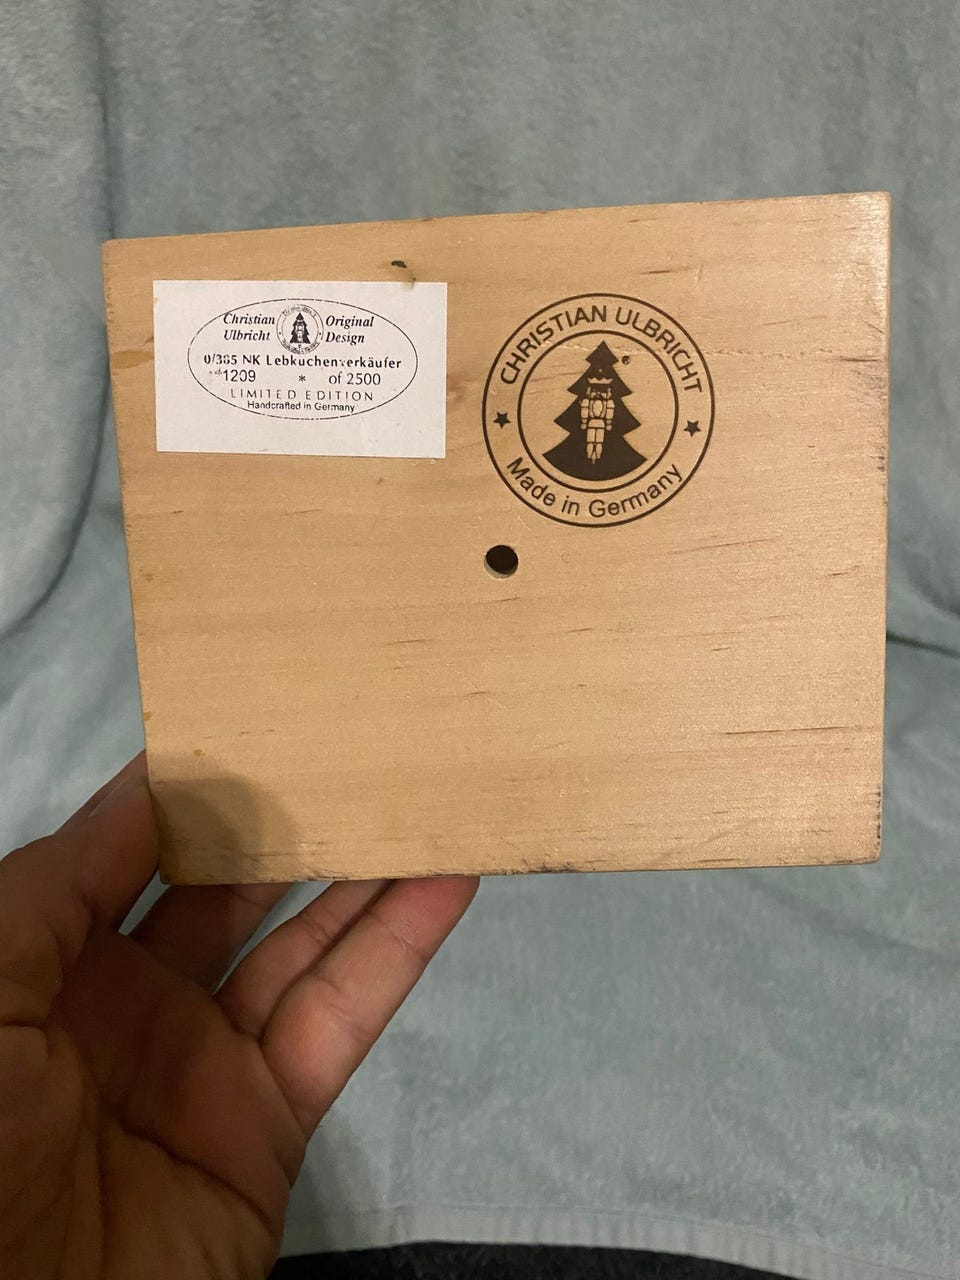 Christian Original
Ulbricht Design
0/385 NK Lebkuchenverkäufer
1209 * of 2500
LIMITED EDITION
Handcrafted in Germany
CHRISTIAN ULBRICHT
®
Made in Germany